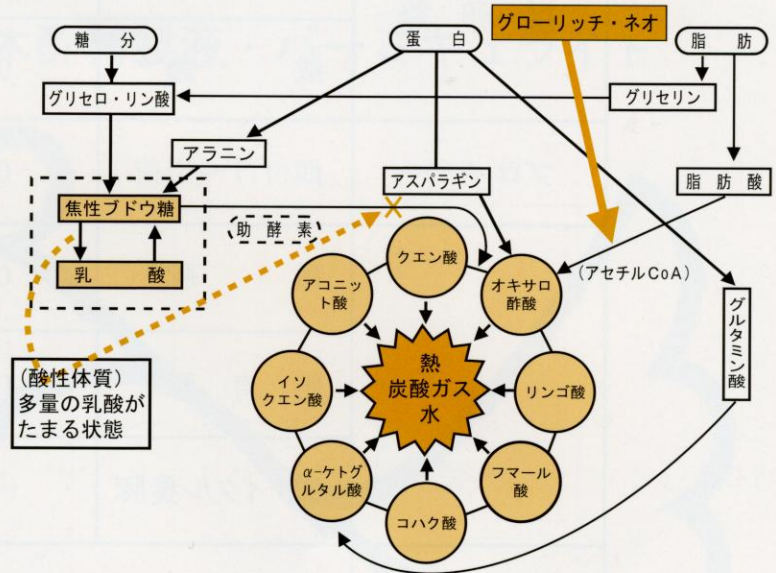 グローリッチ・ネオ
糖 分
蛋 白
脂 肪
グリセロ・リン酸
グリセリン
アラニン
アスパラギン
脂 肪 酸
焦性ブドウ糖
助 酵 素
乳 酸
クエン酸
アコニット酸
オキサロ酢酸
(アセチルCoA)
グルタミン酸
(酸性体質)
多量の乳酸が
たまる状態
イソ
クエン酸
熱
炭酸ガス
水
リンゴ酸
α-ケトグ
ルタル酸
フマール
酸
コハク酸